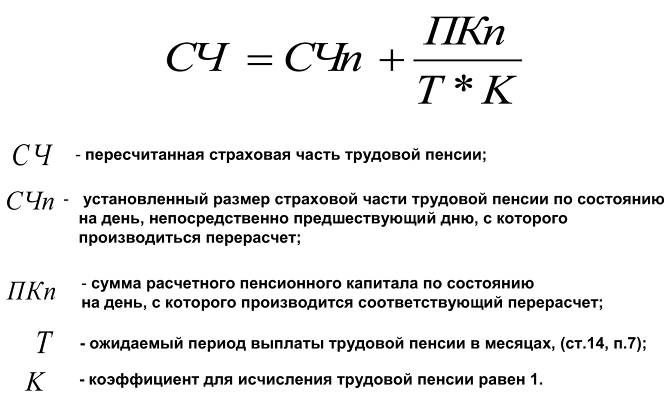 СЧ = СЧп + ПКп / T * K
СЧ - пересчитанная страховая часть трудовой пенсии;
СЧп - установленный размер страховой части трудовой пенсии по состоянию
на день, непосредственно предшествующий дню, с которого
производиться перерасчет;
ПКп - сумма расчетного пенсионного капитала по состоянию
на день, с которого производится соответствующий перерасчет;
T - ожидаемый период выплаты трудовой пенсии в месяцах, (ст.14, п.7);
K - коэффициент для исчисления трудовой пенсии равен 1.